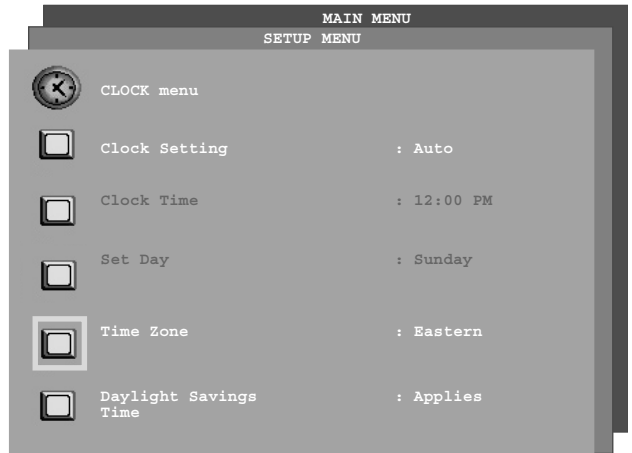 MAIN MENU
SETUP MENU
CLOCK menu
Clock Setting : Auto
Clock Time : 12:00 PM
Set Day : Sunday
Time Zone : Eastern
Daylight Savings : Applies
Time